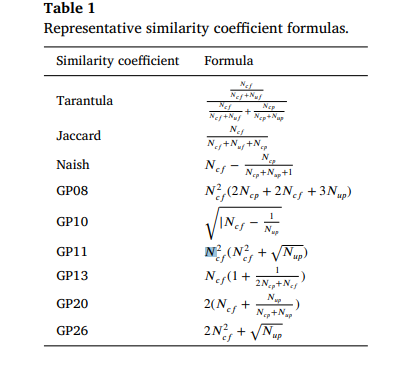 Table 1
Representative similarity coefficient formulas.
Similarity coefficient Formula
Tarantula \frac{\frac{N_{cf}}{N_{cf}+N_{uf}}}{\frac{N_{cf}}{N_{cf}+N_{uf}}+\frac{N_{cp}}{N_{cp}+N_{up}}}
Jaccard \frac{N_{cf}}{N_{cf}+N_{uf}+N_{cp}}
Naish N_{cf} - \frac{N_{cp}}{N_{cp}+N_{up}+1}
GP08 N_{cf}^2(2N_{cp} + 2N_{cf} + 3N_{up})
GP10 \sqrt{|N_{cf} - \frac{1}{N_{up}}}
GP11 N_{cf}^2(N_{cf}^2 + \sqrt{N_{up}})
GP13 N_{cf}(1 + \frac{1}{2N_{cp}+N_{cf}})
GP20 2(N_{cf} + \frac{N_{up}}{N_{cp}+N_{up}})
GP26 2N_{cf}^2 + \sqrt{N_{up}}